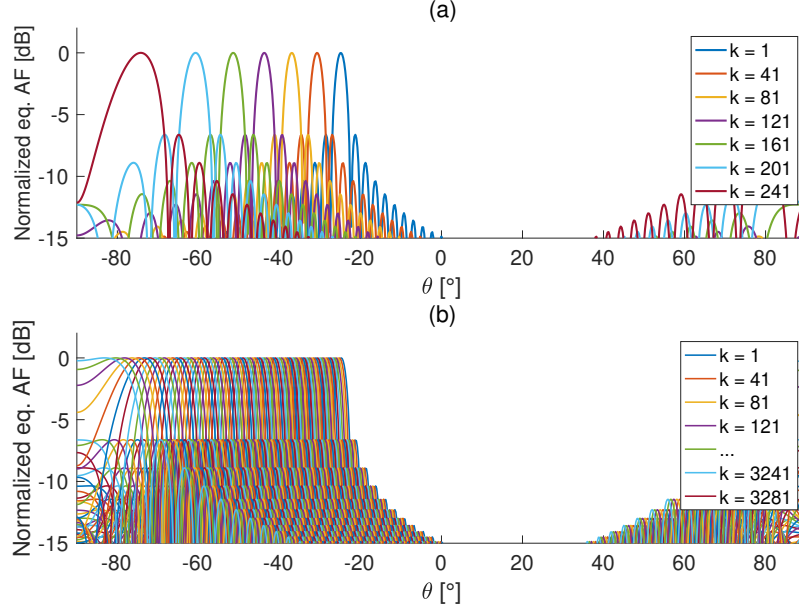 (a)
Normalized eq. AF [dB]
0
-5
-10
-15
-80 -60 -40 -20 0 20 40 60 80
θ [°]
k = 1
k = 41
k = 81
k = 121
k = 161
k = 201
k = 241
(b)
Normalized eq. AF [dB]
0
-5
-10
-15
-80 -60 -40 -20 0 20 40 60 80
θ [°]
k = 1
k = 41
k = 81
k = 121
...
k = 3241
k = 3281